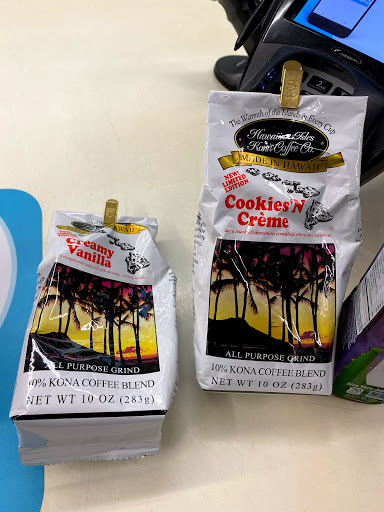 Creamy
Vanilla
ALL PURPOSE GRIND
10% KONA COFFEE BLEND
NET WT 10 OZ (283g)
The Warmth of the Islands in Every Cup
Hawaiian Isles
Kona Coffee Co.
MADE IN HAWAII
NEW!
LIMITED
EDITION
Cookies'N
Crème
ALL PURPOSE GRIND
10% KONA COFFEE BLEND
NET WT 10 OZ (283g)